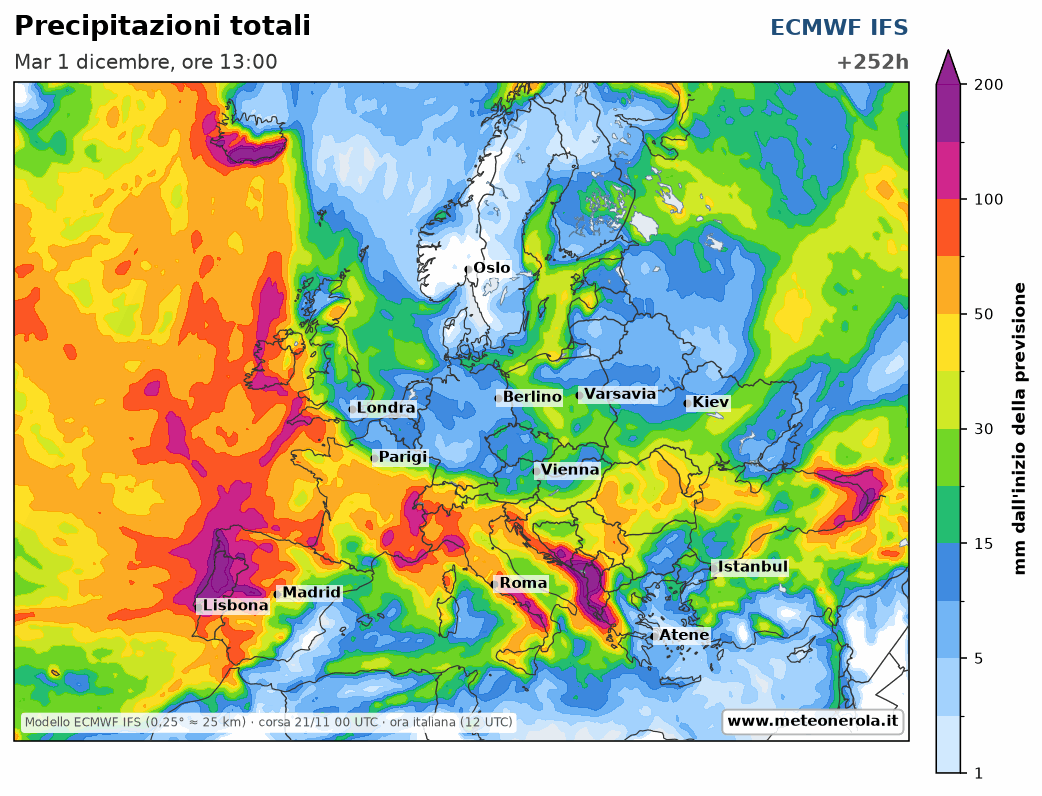 Precipitazioni totali
ECMWF IFS
Mar 1 dicembre, ore 13:00
+252h
200
100
50
30
15
5
1
mm dall'inizio della previsione
Oslo
Londra
Berlino
Varsavia
Kiev
Parigi
Vienna
Istanbul
Roma
Madrid
Lisbona
Atene
Modello ECMWF IFS (0,25° ≈ 25 km) · corsa 21/11 00 UTC · ora italiana (12 UTC)
www.meteonerola.it